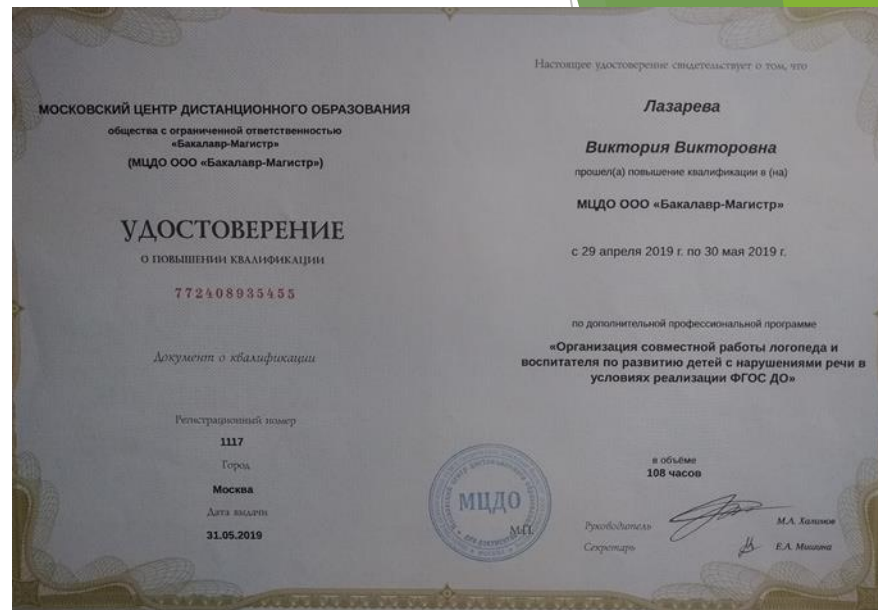 МОСКОВСКИЙ ЦЕНТР ДИСТАНЦИОННОГО ОБРАЗОВАНИЯ
общества с ограниченной ответственностью
«Бакалавр-Магистр»
(МЦДО ООО «Бакалавр-Магистр»)
УДОСТОВЕРЕНИЕ
О ПОВЫШЕНИИ КВАЛИФИКАЦИИ
772408935455
Документ о квалификации
Регистрационный номер
1117
Город
Москва
Дата выдачи
31.05.2019
Настоящее удостоверение свидетельствует о том, что
Лазарева
Виктория Викторовна
прошел(а) повышение квалификации в (на)
МЦДО ООО «Бакалавр-Магистр»
с 29 апреля 2019 г. по 30 мая 2019 г.
по дополнительной профессиональной программе
«Организация совместной работы логопеда и
воспитателя по развитию детей с нарушениями речи в
условиях реализации ФГОС ДО»
в объёме
108 часов
МЦДО
М.П.
Руководитель
М.А. Халимов
Секретарь
Е.А. Мишина